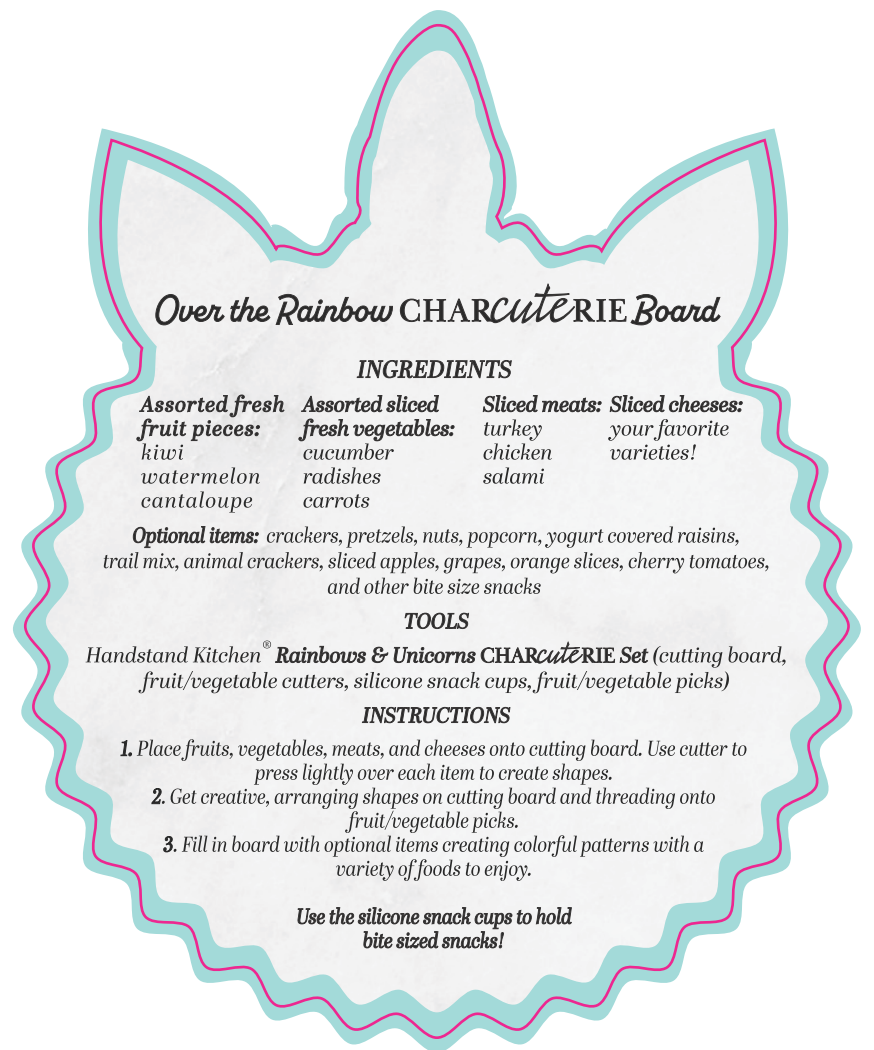 Over the Rainbow CHARcuteRIE Board
INGREDIENTS
Assorted fresh
fruit pieces:
kiwi
watermelon
cantaloupe
Assorted sliced
fresh vegetables:
cucumber
radishes
carrots
Sliced meats:
turkey
chicken
salami
Sliced cheeses:
your favorite
varieties!
Optional items: crackers, pretzels, nuts, popcorn, yogurt covered raisins,
trail mix, animal crackers, sliced apples, grapes, orange slices, cherry tomatoes,
and other bite size snacks
TOOLS
Handstand Kitchen® Rainbows & Unicorns CHARcuteRIE Set (cutting board,
fruit/vegetable cutters, silicone snack cups, fruit/vegetable picks)
INSTRUCTIONS
1. Place fruits, vegetables, meats, and cheeses onto cutting board. Use cutter to
press lightly over each item to create shapes.
2. Get creative, arranging shapes on cutting board and threading onto
fruit/vegetable picks.
3. Fill in board with optional items creating colorful patterns with a
variety of foods to enjoy.
Use the silicone snack cups to hold
bite sized snacks!